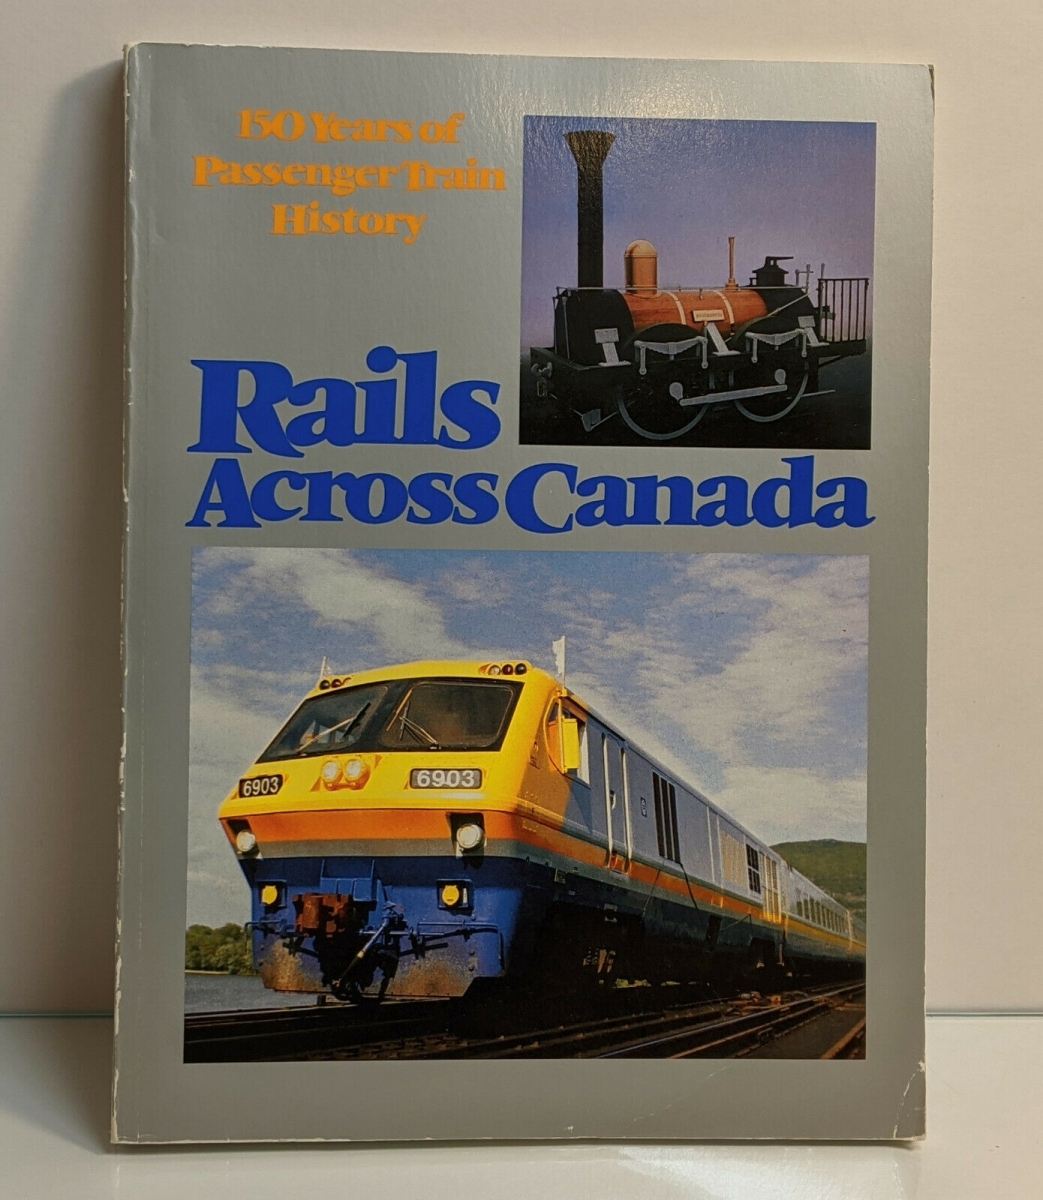 150 Years of
Passenger Train
History
Rails
Across Canada
6903
6903